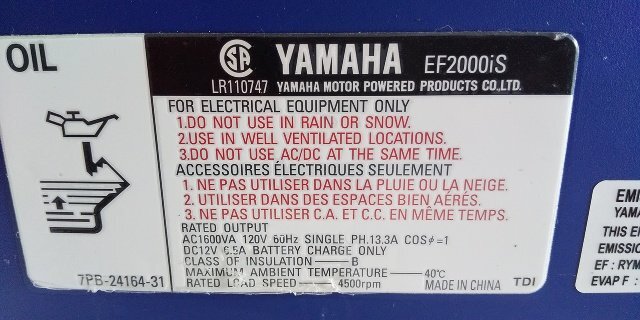 OIL
SA YAMAHA EF2000iS
LR110747 YAMAHA MOTOR POWERED PRODUCTS CO.,LTD.
FOR ELECTRICAL EQUIPMENT ONLY
1.DO NOT USE IN RAIN OR SNOW.
2.USE IN WELL VENTILATED LOCATIONS.
3.DO NOT USE AC/DC AT THE SAME TIME.
ACCESSOIRES ÉLECTRIQUES SEULEMENT
1. NE PAS UTILISER DANS LA PLUIE OU LA NEIGE.
2. UTILISER DANS DES ESPACES BIEN AÉRÉS.
3. NE PAS UTILISER C.A. ET C.C. EN MÊME TEMPS.
RATED OUTPUT
AC1600VA 120V 60Hz SINGLE PH.13.3A COSφ=1
DC12V 6.5A BATTERY CHARGE ONLY
CLASS OF INSULATION — B
MAXIMUM AMBIENT TEMPERATURE — 40℃
RATED LOAD SPEED — 4500rpm
7PB-24164-31
MADE IN CHINA TDI
EMI
YAMA
THIS E
EMISSIO
EF : RYM
EVAP F :